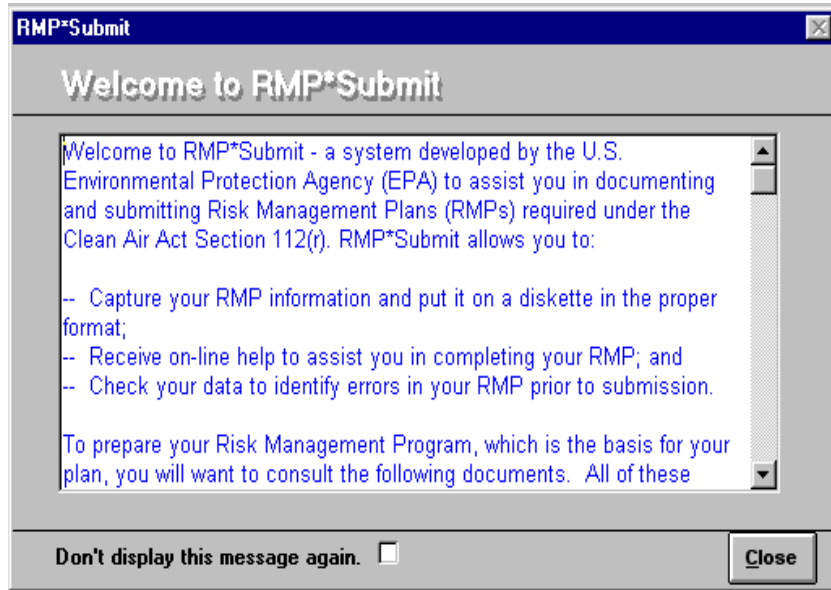 RMP*Submit
Welcome to RMP*Submit
Welcome to RMP*Submit - a system developed by the U.S.
Environmental Protection Agency (EPA) to assist you in documenting
and submitting Risk Management Plans (RMPs) required under the
Clean Air Act Section 112(r). RMP*Submit allows you to:
-- Capture your RMP information and put it on a diskette in the proper
format;
-- Receive on-line help to assist you in completing your RMP; and
-- Check your data to identify errors in your RMP prior to submission.
To prepare your Risk Management Program, which is the basis for your
plan, you will want to consult the following documents. All of these
Don't display this message again.
Close